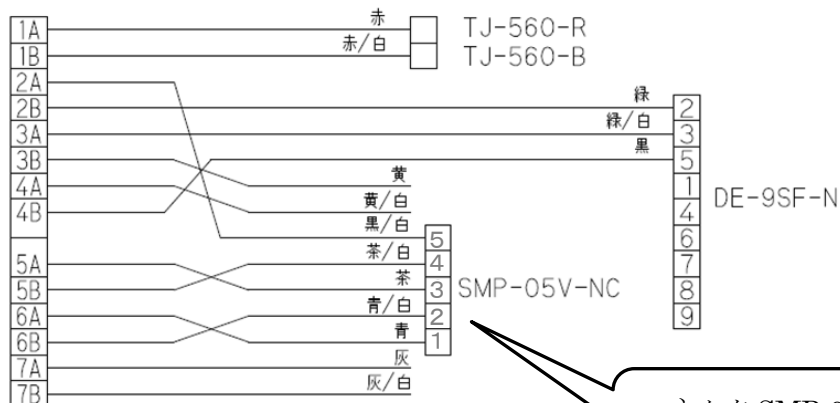 1A 赤 TJ-560-R
1B 赤/白 TJ-560-B
2A
2B 緑 2
3A 緑/白 3
3B 黒 5
4A 黄 1
4B 黄/白 4 DE-9SF-N
黒/白 5 6
5A 茶/白 4 7
5B 茶 3 SMP-05V-NC 8
6A 青/白 2 9
6B 青 1
7A 灰
7B 灰/白